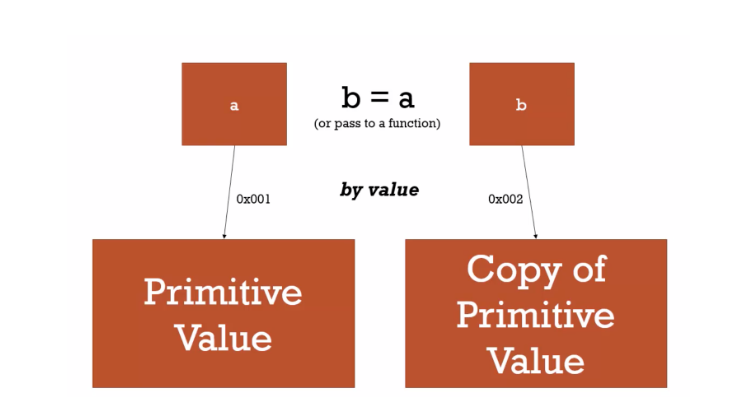 a
b = a
(or pass to a function)
b
by value
0x001
0x002
Primitive
Value
Copy of
Primitive
Value